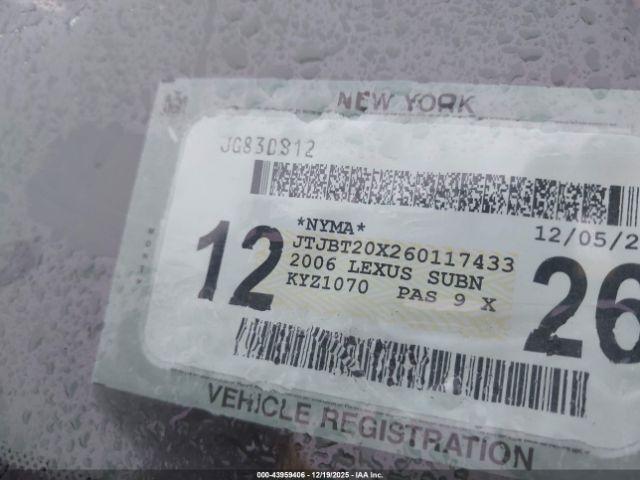 NEW YORK
JG83DS12
*NYMA*
12/05/2
12
JTJBT20X260117433
2006 LEXUS SUBN
26
KYZ1070 PAS 9 X
VEHICLE REGISTRATION
000-43959406 - 12/19/2025 - IAA Inc.